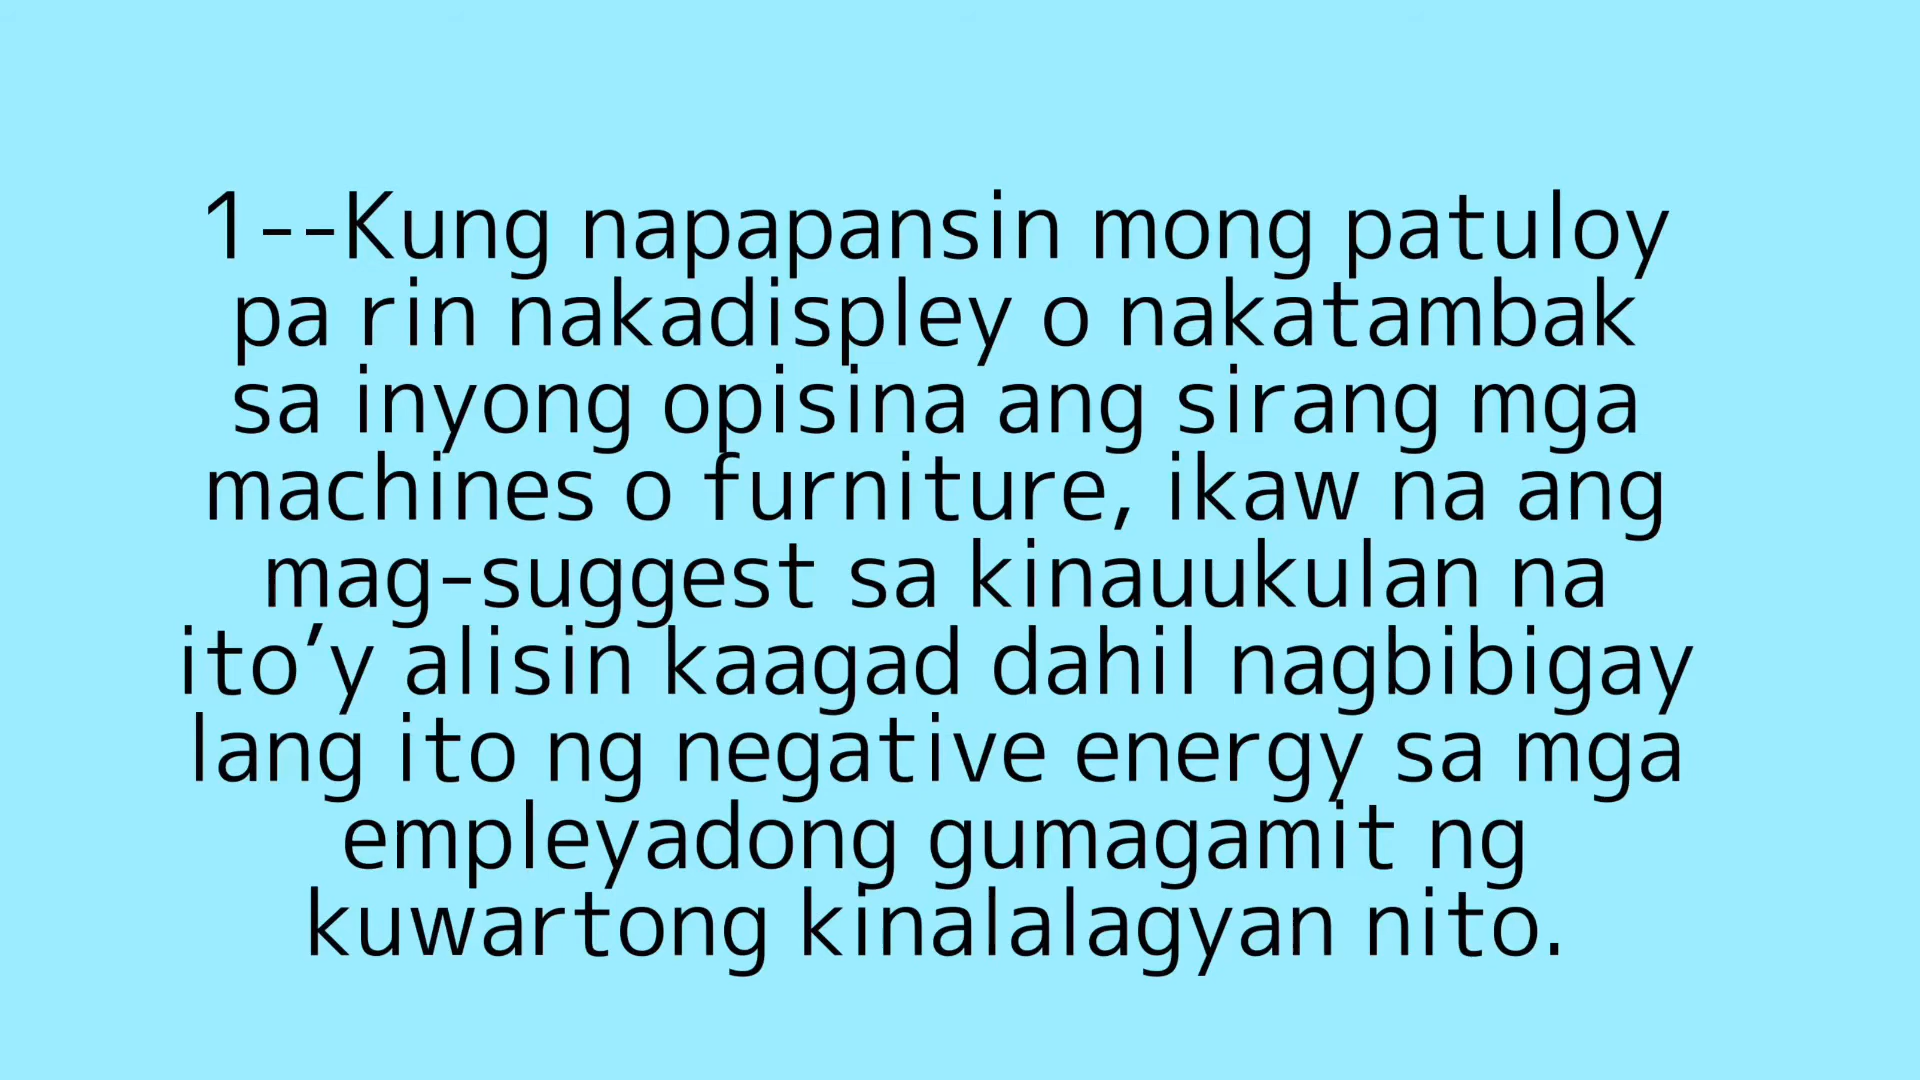 1--Kung napapansin mong patuloy
pa rin nakadispley o nakatambak
sa inyong opisina ang sirang mga
machines o furniture, ikaw na ang
mag-suggest sa kinauukulan na
ito’y alisin kaagad dahil nagbibigay
lang ito ng negative energy sa mga
empleyadong gumagamit ng
kuwartong kinalalagyan nito.